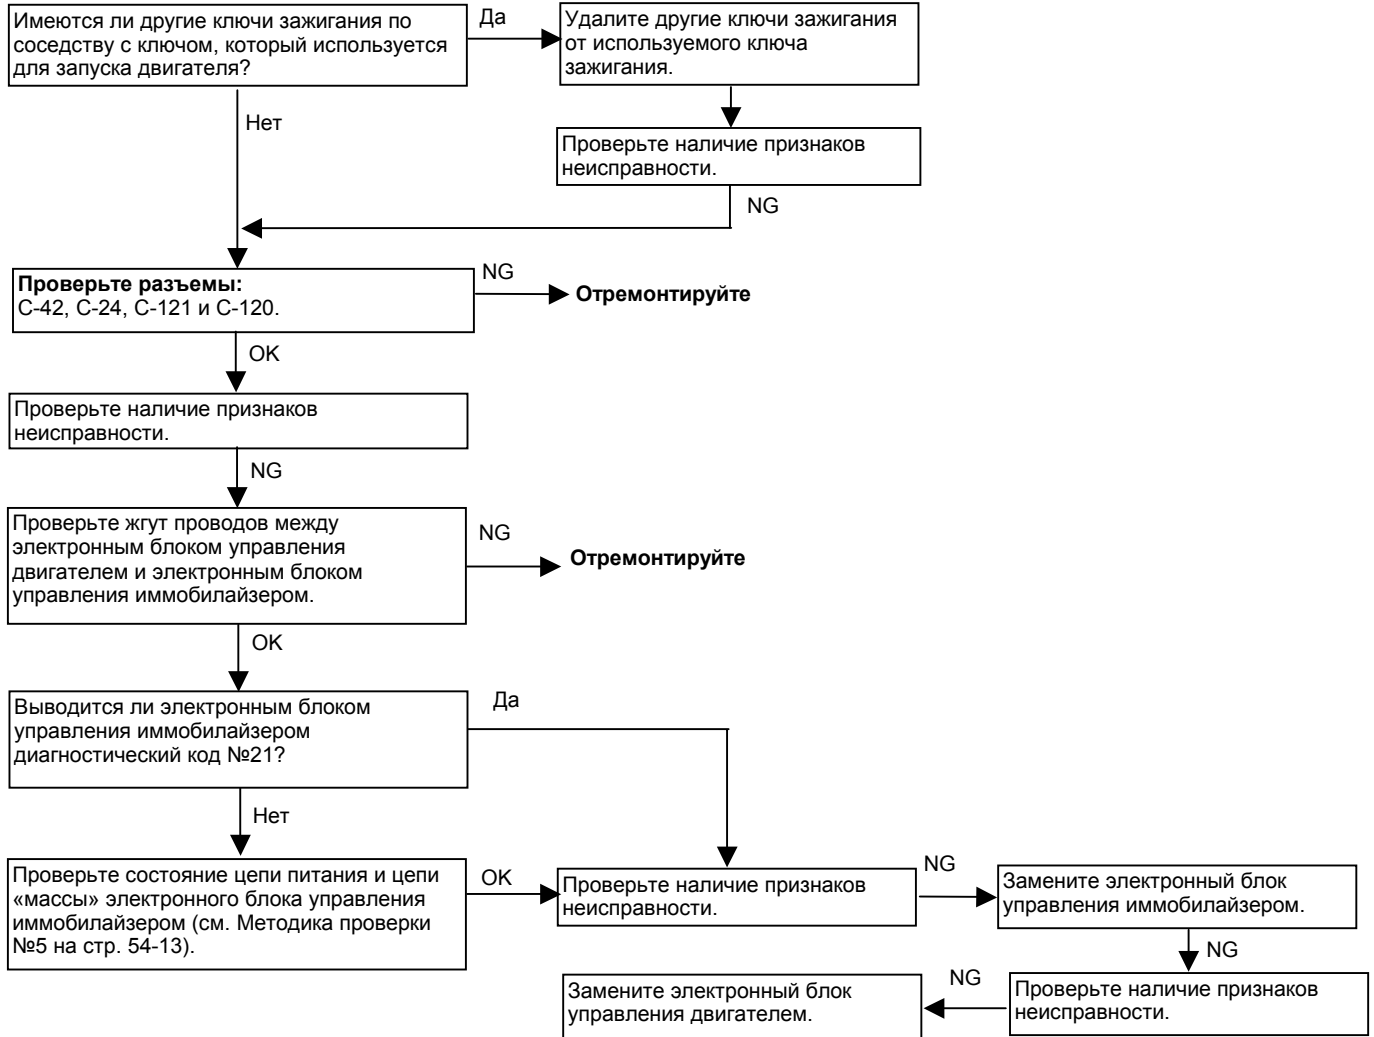 Имеются ли другие ключи зажигания по
соседству с ключом, который используется
для запуска двигателя?
Да
Удалите другие ключи зажигания
от используемого ключа
зажигания.
Нет
Проверьте наличие признаков
неисправности.
NG
Проверьте разъемы:
С-42, С-24, С-121 и С-120.
NG
Отремонтируйте
OK
Проверьте наличие признаков
неисправности.
NG
Проверьте жгут проводов между
электронным блоком управления
двигателем и электронным блоком
управления иммобилайзером.
NG
Отремонтируйте
OK
Выводится ли электронным блоком
управления иммобилайзером
диагностический код №21?
Да
Нет
Проверьте состояние цепи питания и цепи
«массы» электронного блока управления
иммобилайзером (см. Методика проверки
№5 на стр. 54-13).
OK
Проверьте наличие признаков
неисправности.
NG
Замените электронный блок
управления иммобилайзером.
NG
Проверьте наличие признаков
неисправности.
NG
Замените электронный блок
управления двигателем.